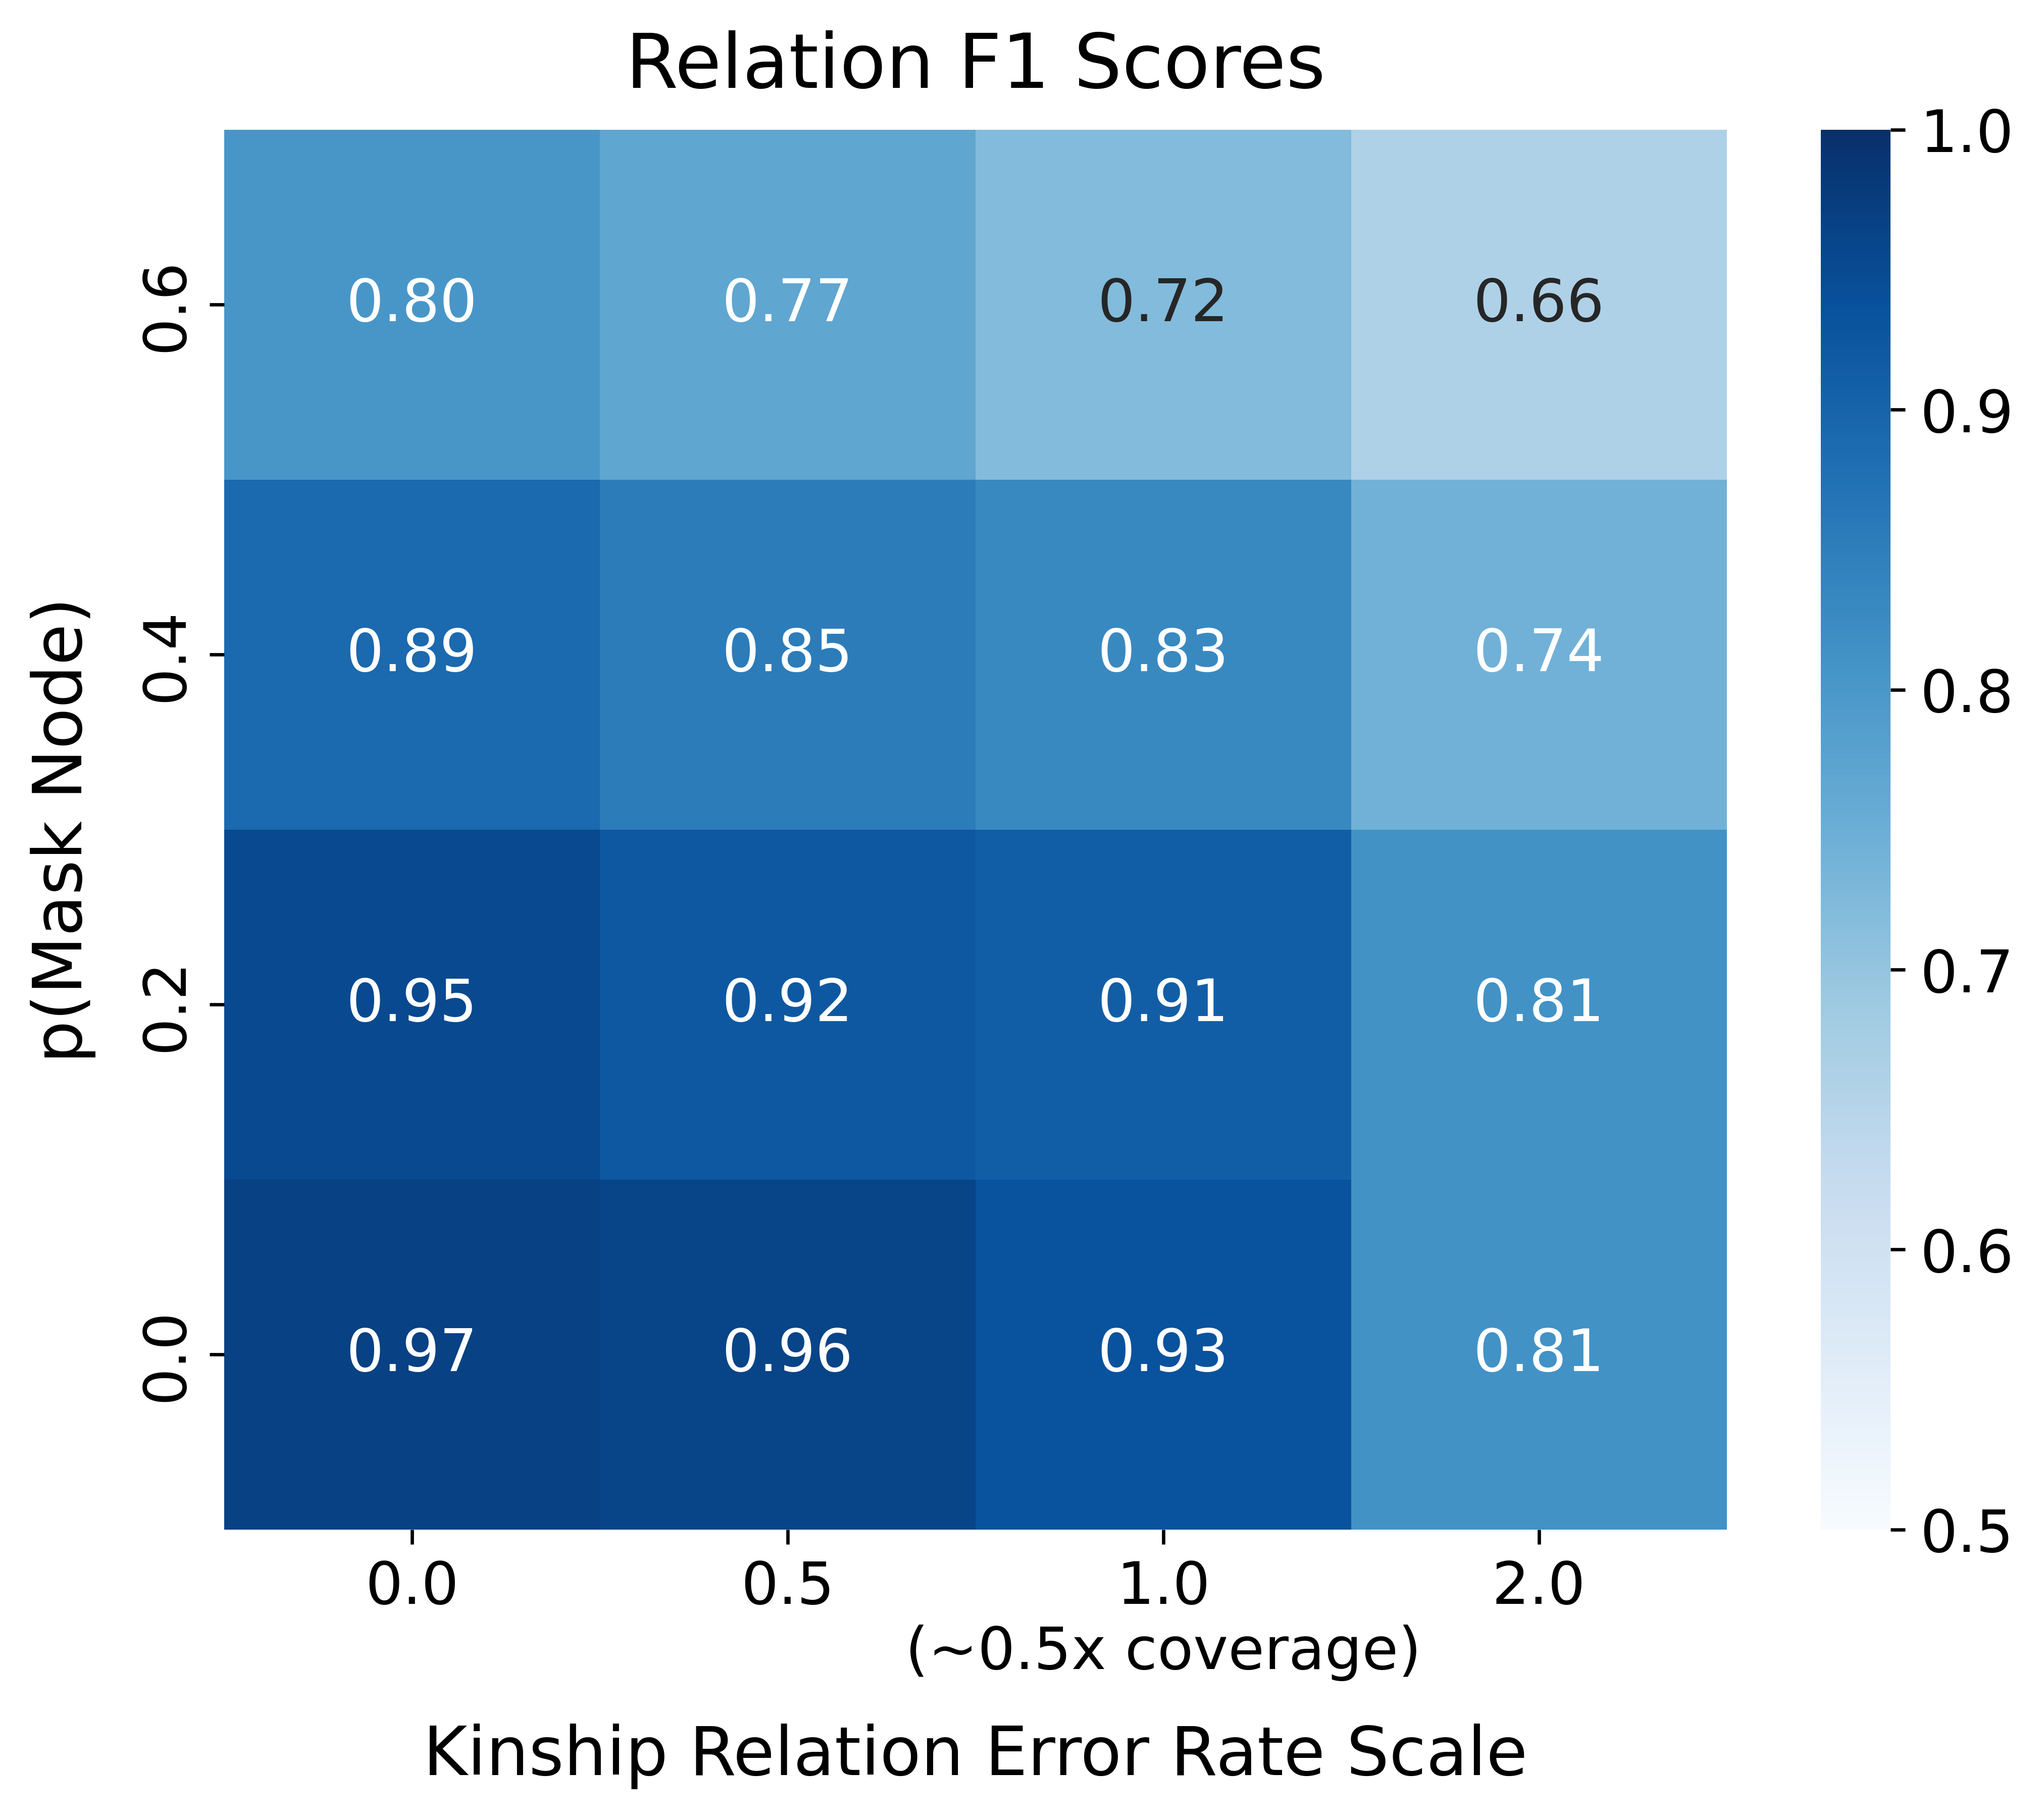 Relation F1 Scores
p(Mask Node)
0.6
0.80 0.77 0.72 0.66
0.4
0.89 0.85 0.83 0.74
0.2
0.95 0.92 0.91 0.81
0.0
0.97 0.96 0.93 0.81
0.0 0.5 1.0 2.0
(~0.5x coverage)
Kinship Relation Error Rate Scale
1.0
0.9
0.8
0.7
0.6
0.5